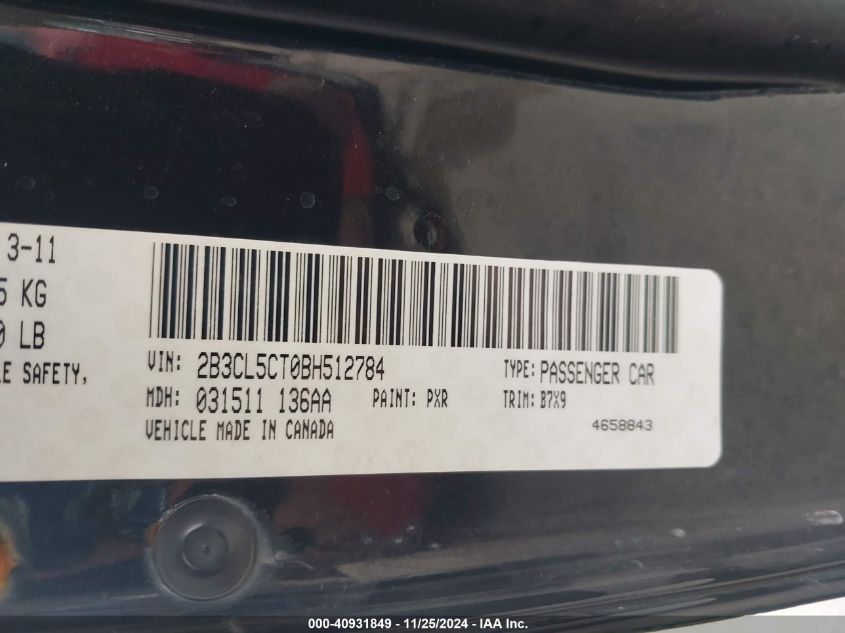 3-11
5 KG
0 LB
LE SAFETY,
VIN: 2B3CL5CT0BH512784 TYPE: PASSENGER CAR
MDH: 031511 136AA PAINT: PXR TRIM: B7X9
VEHICLE MADE IN CANADA 4658843
000-40931849 - 11/25/2024 - IAA Inc.